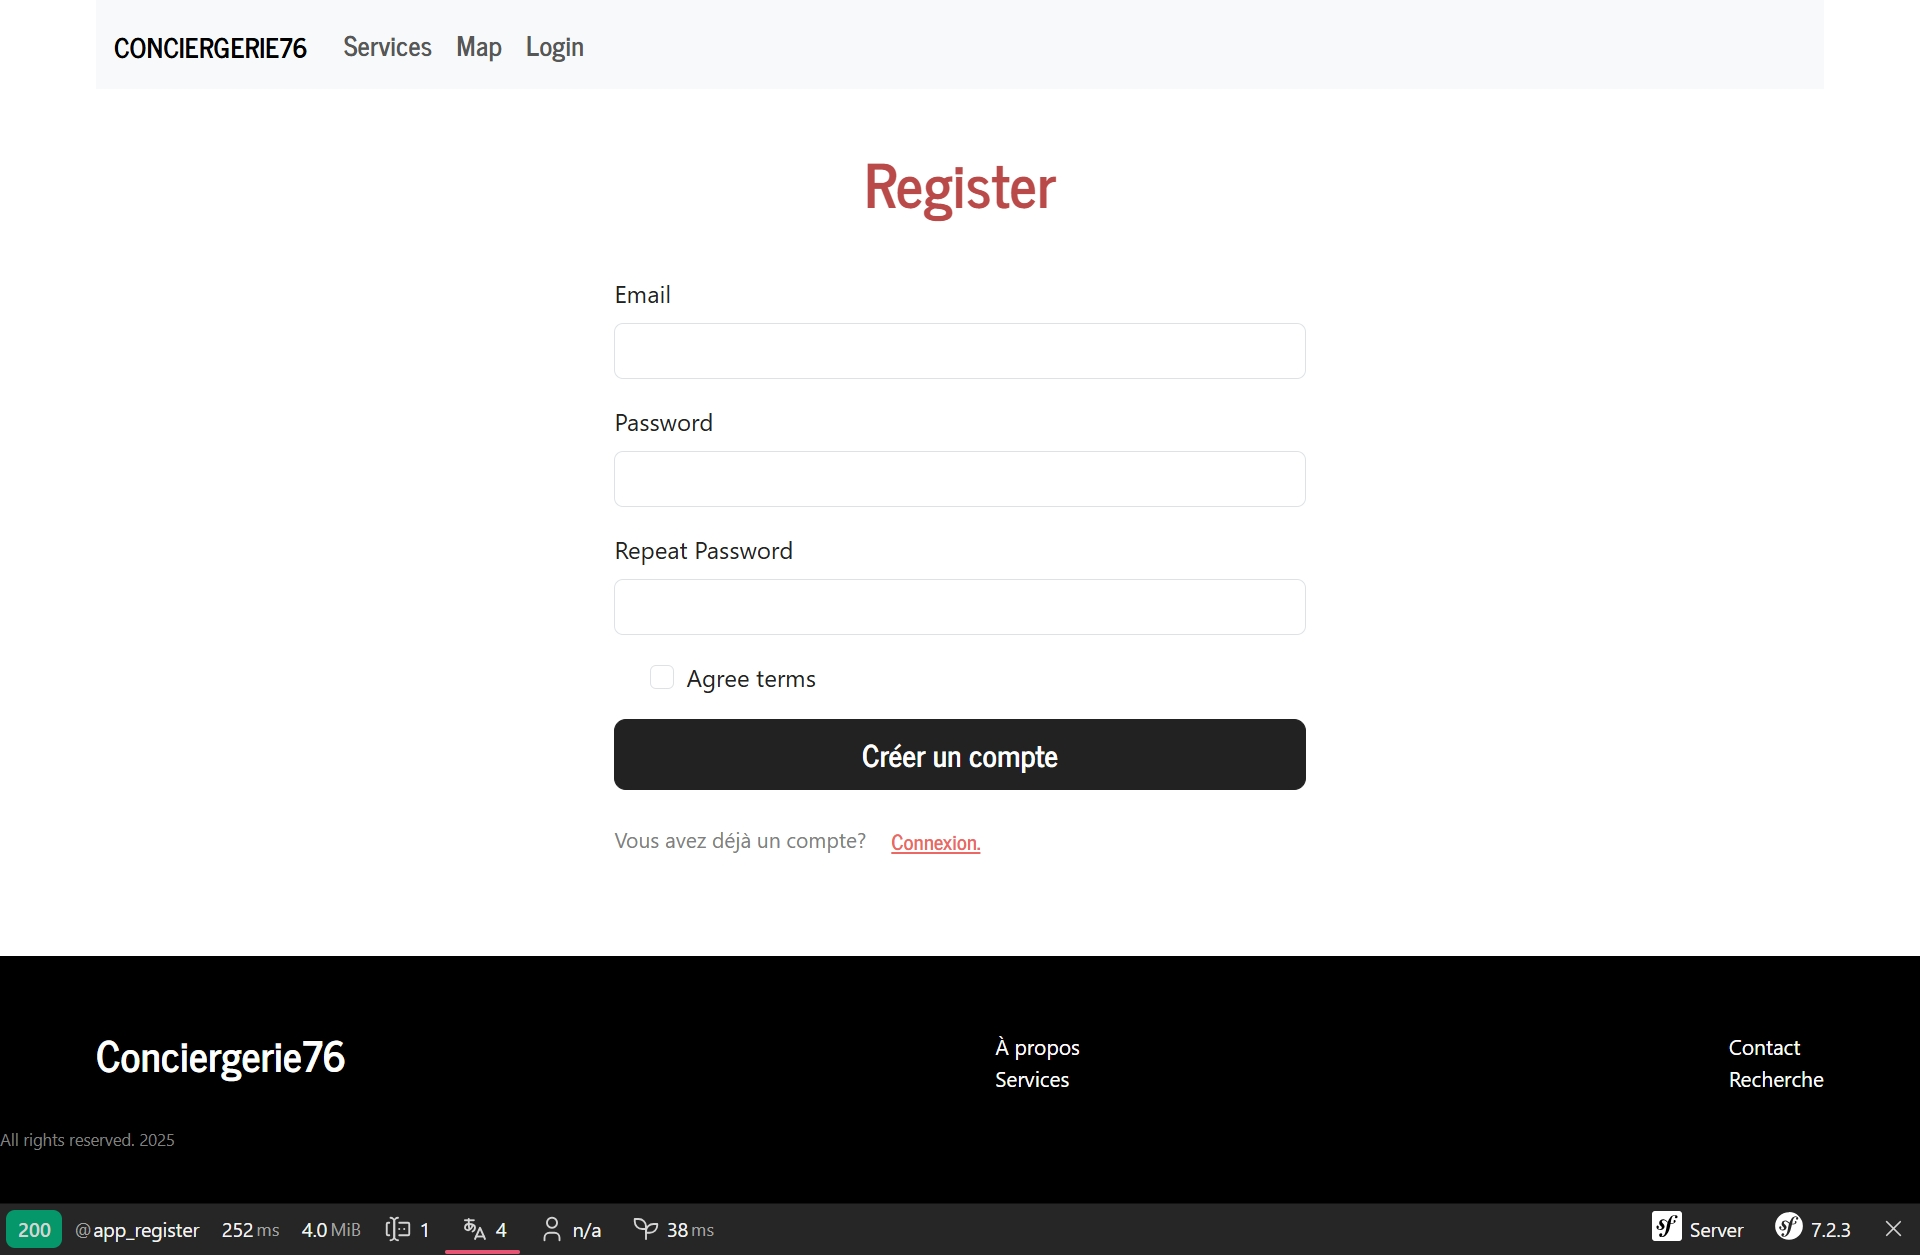 CONCIERGERIE76 Services Map Login
Register
Email
Password
Repeat Password
Agree terms
Créer un compte
Vous avez déjà un compte? Connexion.
Conciergerie76
À propos
Services
Contact
Recherche
All rights reserved. 2025
200 @app_register 252 ms 4.0 MiB 1 4 n/a 38 ms Server 7.2.3